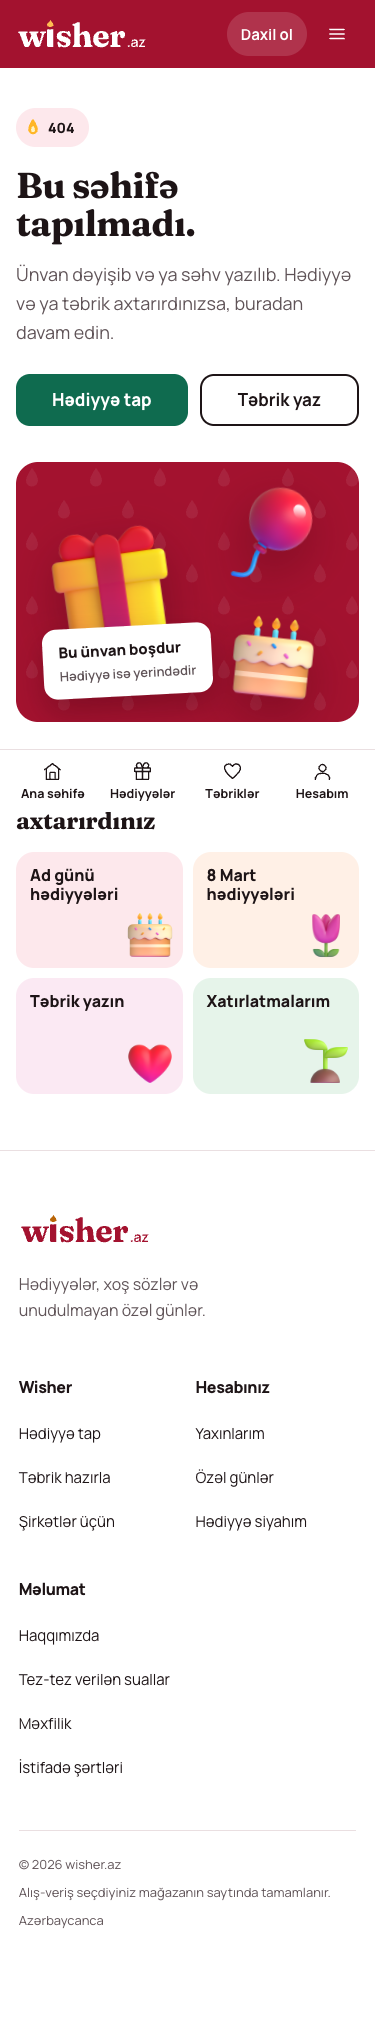 wisher.az
Daxil ol
404
Bu səhifə
tapılmadı.
Ünvan dəyişib və ya səhv yazılıb. Hədiyyə
və ya təbrik axtarırdınızsa, buradan
davam edin.
Hədiyyə tap
Təbrik yaz
Bu ünvan boşdur
Hədiyyə isə yerindədir
Ana səhifə
Hədiyyələr
Təbriklər
Hesabım
axtarırdınız
Ad günü
hədiyyələri
8 Mart
hədiyyələri
Təbrik yazın
Xatırlatmalarım
wisher.az
Hədiyyələr, xoş sözlər və
unudulmayan özəl günlər.
Wisher
Hədiyyə tap
Təbrik hazırla
Şirkətlər üçün
Hesabınız
Yaxınlarım
Özəl günlər
Hədiyyə siyahım
Məlumat
Haqqımızda
Tez-tez verilən suallar
Məxfilik
İstifadə şərtləri
© 2026 wisher.az
Alış-veriş seçdiyiniz mağazanın saytında tamamlanır.
Azərbaycanca